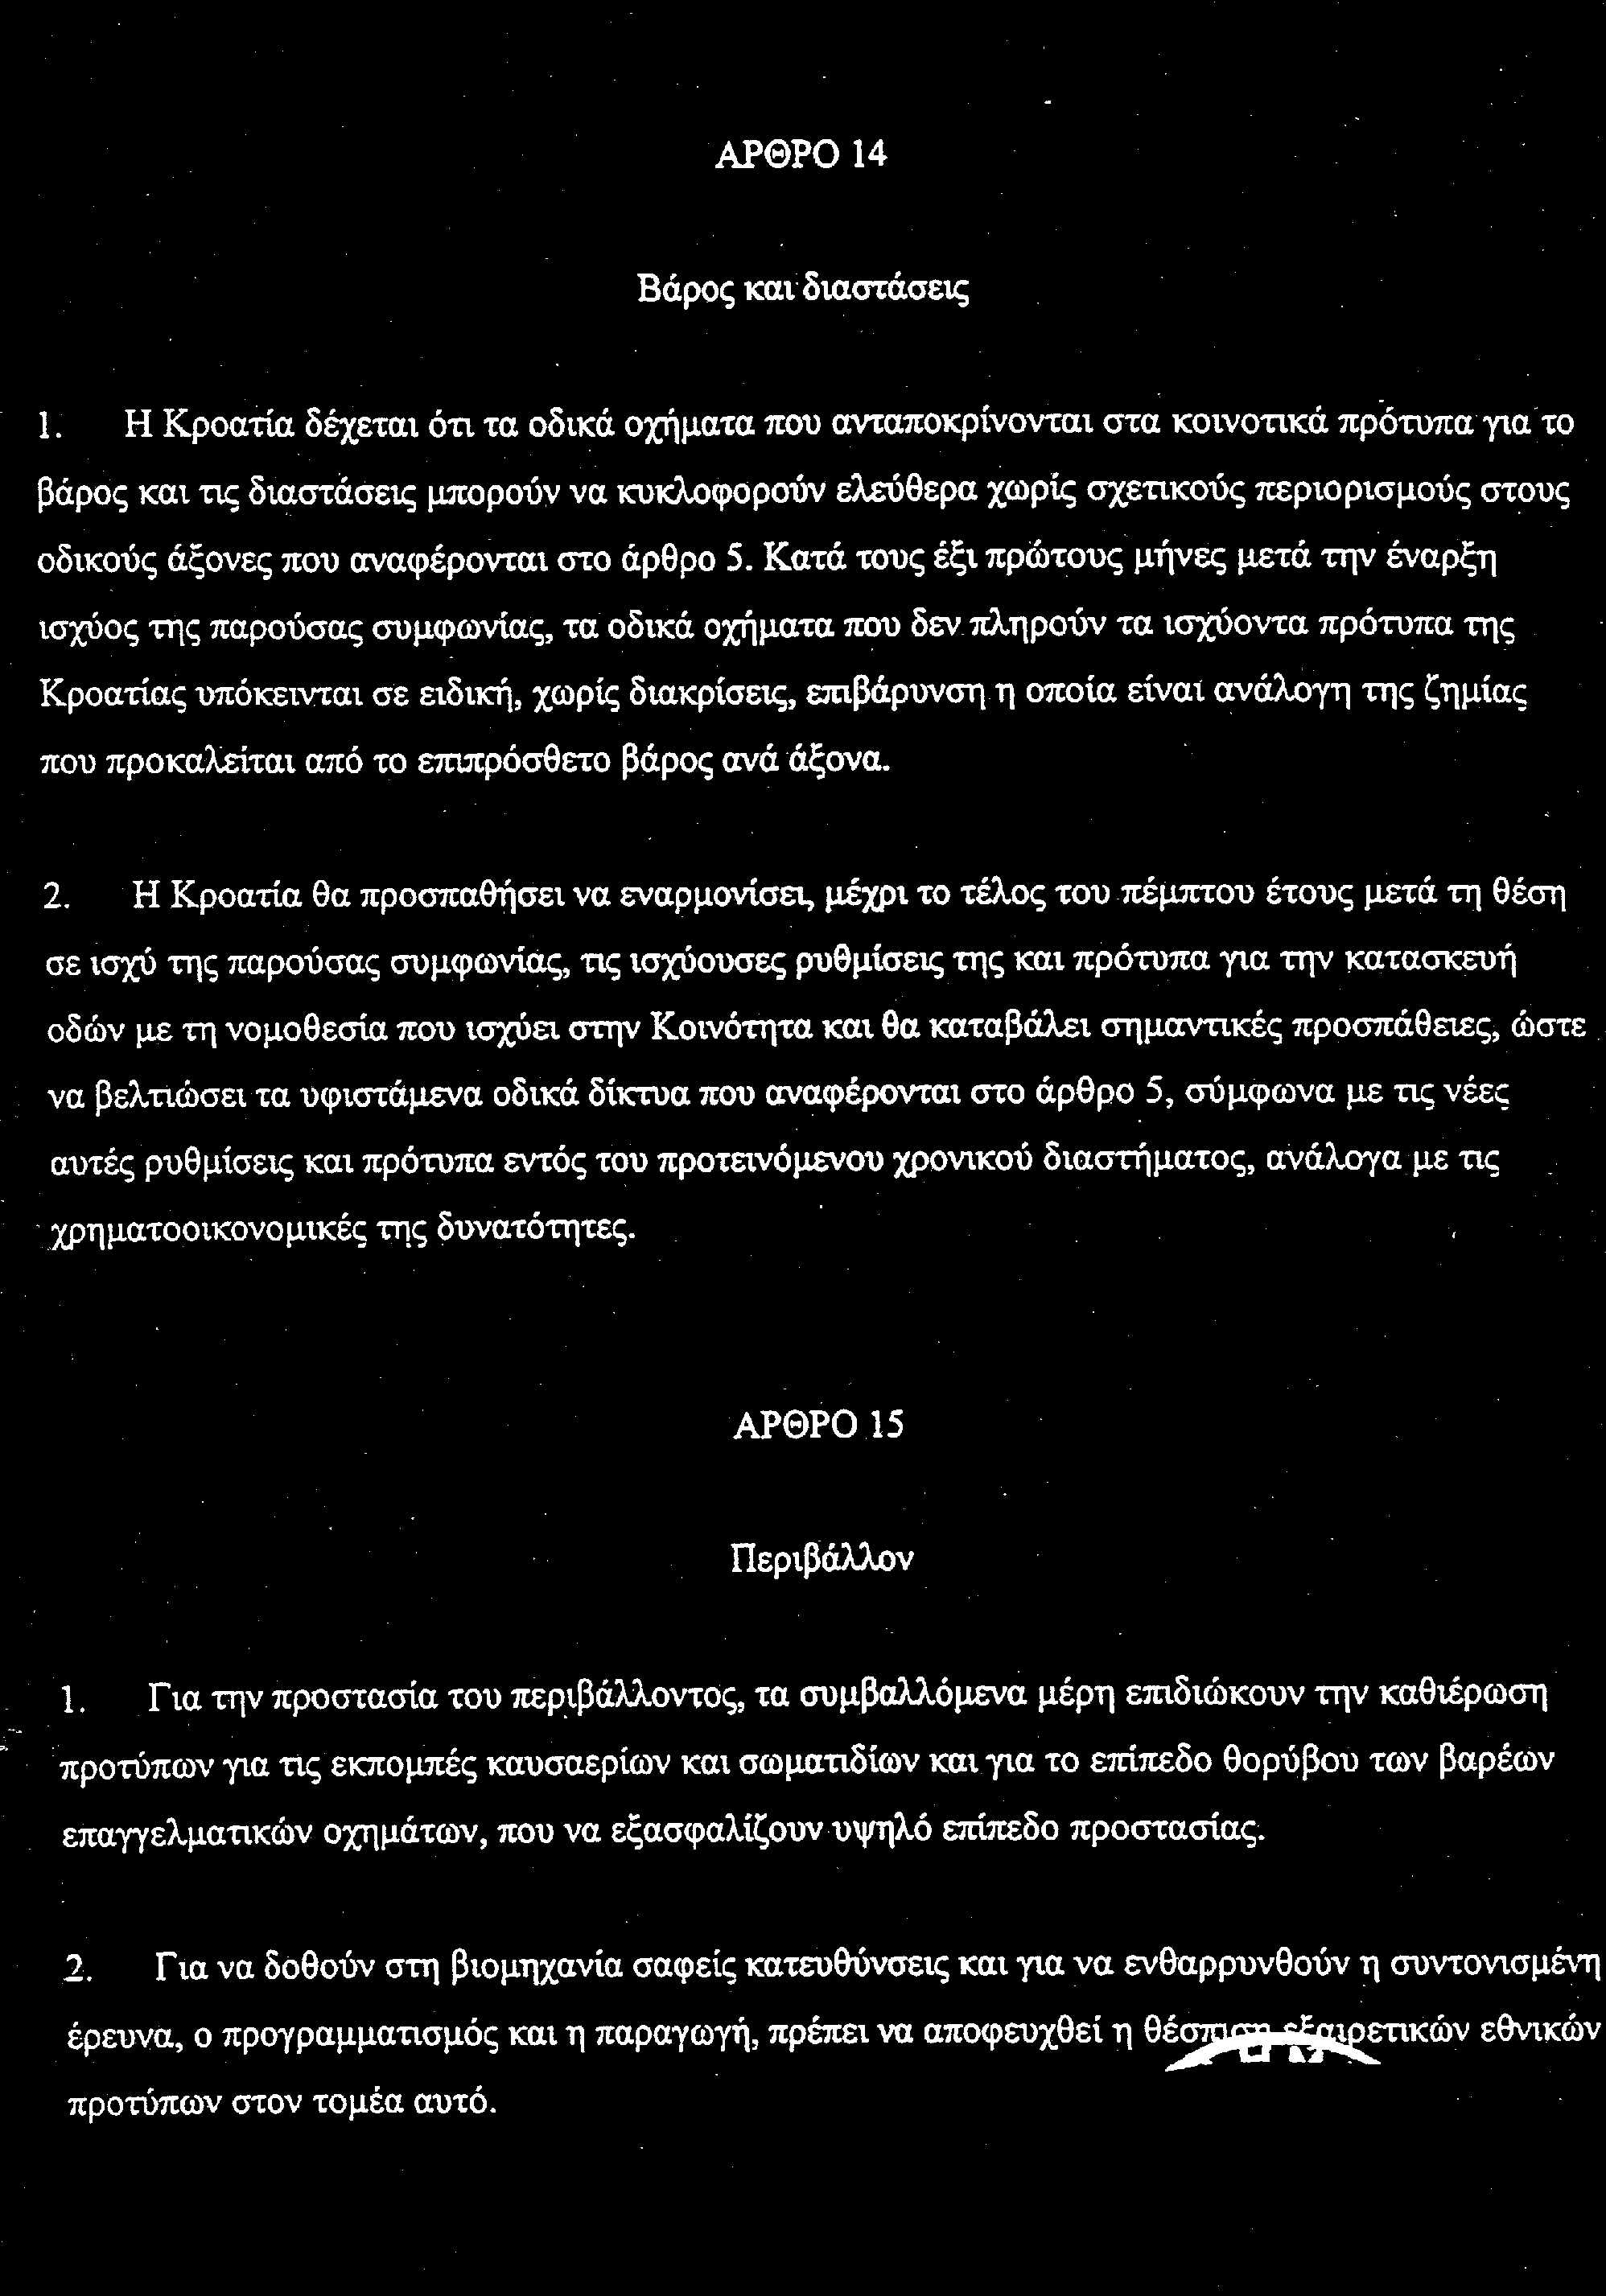 ΑΡΘΡΟ 14
Βάρος και διαστάσεις
1. Η Κροατία δέχεται ότι τα οδικά οχήματα που ανταποκρίνονται στα κοινοτικά πρότυπα για το
βάρος και τις διαστάσεις μπορούν να κυκλοφορούν ελεύθερα χωρίς σχετικούς περιορισμούς στους
οδικούς άξονες που αναφέρονται στο άρθρο 5. Κατά τους έξι πρώτους μήνες μετά την έναρξη
ισχύος της παρούσας συμφωνίας, τα οδικά οχήματα που δεν πληρούν τα ισχύοντα πρότυπα της
Κροατίας υπόκεινται σε ειδική, χωρίς διακρίσεις, επιβάρυνση η οποία είναι ανάλογη της ζημίας
που προκαλείται από το επιπρόσθετο βάρος ανά άξονα.
2. Η Κροατία θα προσπαθήσει να εναρμονίσει, μέχρι το τέλος του πέμπτου έτους μετά τη θέση
σε ισχύ της παρούσας συμφωνίας, τις ισχύουσες ρυθμίσεις της και πρότυπα για την κατασκευή
οδών με τη νομοθεσία που ισχύει στην Κοινότητα και θα καταβάλει σημαντικές προσπάθειες, ώστε
να βελτιώσει τα υφιστάμενα οδικά δίκτυα που αναφέρονται στο άρθρο 5, σύμφωνα με τις νέες
αυτές ρυθμίσεις και πρότυπα εντός του προτεινόμενου χρονικού διαστήματος, ανάλογα με τις
χρηματοοικονομικές της δυνατότητες.
ΑΡΘΡΟ 15
Περιβάλλον
1. Για την προστασία του περιβάλλοντος, τα συμβαλλόμενα μέρη επιδιώκουν την καθιέρωση
προτύπων για τις εκπομπές καυσαερίων και σωματιδίων και για το επίπεδο θορύβου των βαρέων
επαγγελματικών οχημάτων, που να εξασφαλίζουν υψηλό επίπεδο προστασίας.
2. Για να δοθούν στη βιομηχανία σαφείς κατευθύνσεις και για να ενθαρρυνθούν η συντονισμένη
έρευνα, ο προγραμματισμός και η παραγωγή, πρέπει να αποφευχθεί η θέσπιση εξαιρετικών εθνικών
προτύπων στον τομέα αυτό.